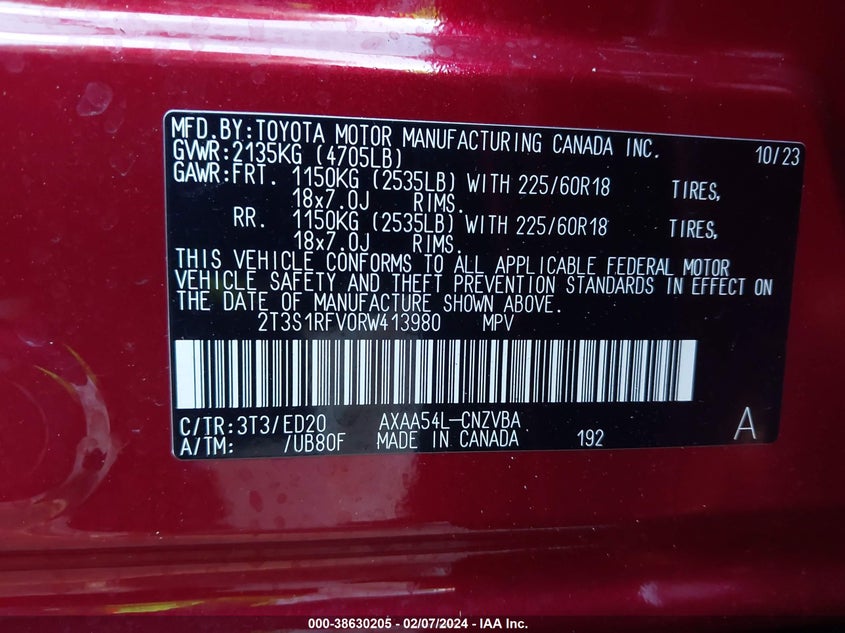 MFD.BY:TOYOTA MOTOR MANUFACTURING CANADA INC. 10/23
GVWR:2135KG (4705LB)
GAWR:FRT. 1150KG (2535LB) WITH 225/60R18 TIRES,
18x7.0J RIMS.
RR. 1150KG (2535LB) WITH 225/60R18 TIRES,
18x7.0J RIMS.
THIS VEHICLE CONFORMS TO ALL APPLICABLE FEDERAL MOTOR
VEHICLE SAFETY AND THEFT PREVENTION STANDARDS IN EFFECT ON
THE DATE OF MANUFACTURE SHOWN ABOVE.
2T3S1RFV0RW413980 MPV
C/TR:3T3/ED20 AXAA54L-CNZVBA
A/TM: /UB80F MADE IN CANADA 192 A
000-38630205 - 02/07/2024 - IAA Inc.